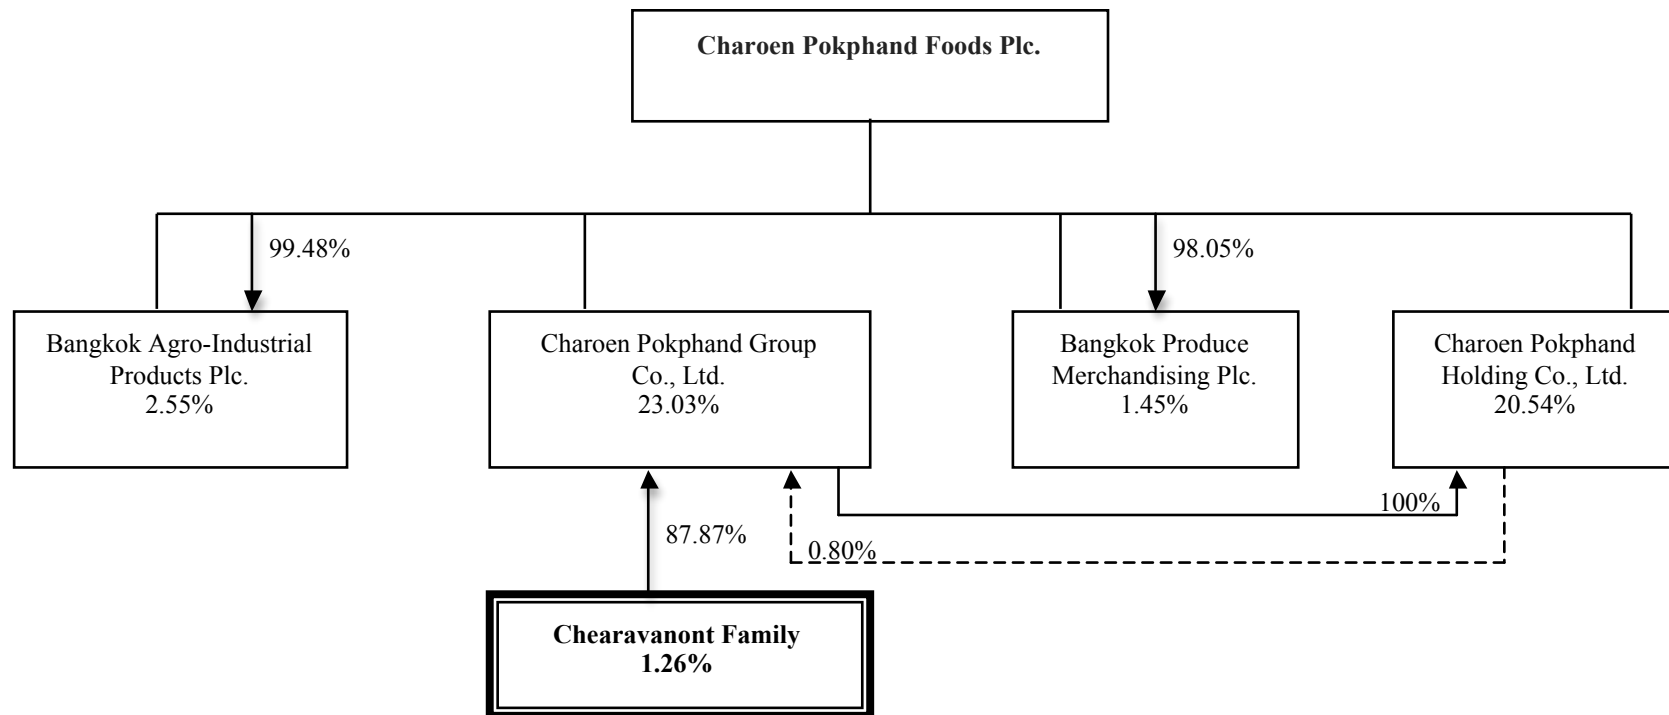 Charoen Pokphand Foods Plc.
99.48%
98.05%
Bangkok Agro-Industrial
Products Plc.
2.55%
Charoen Pokphand Group
Co., Ltd.
23.03%
Bangkok Produce
Merchandising Plc.
1.45%
Charoen Pokphand
Holding Co., Ltd.
20.54%
100%
87.87%
0.80%
Chearavanont Family
1.26%